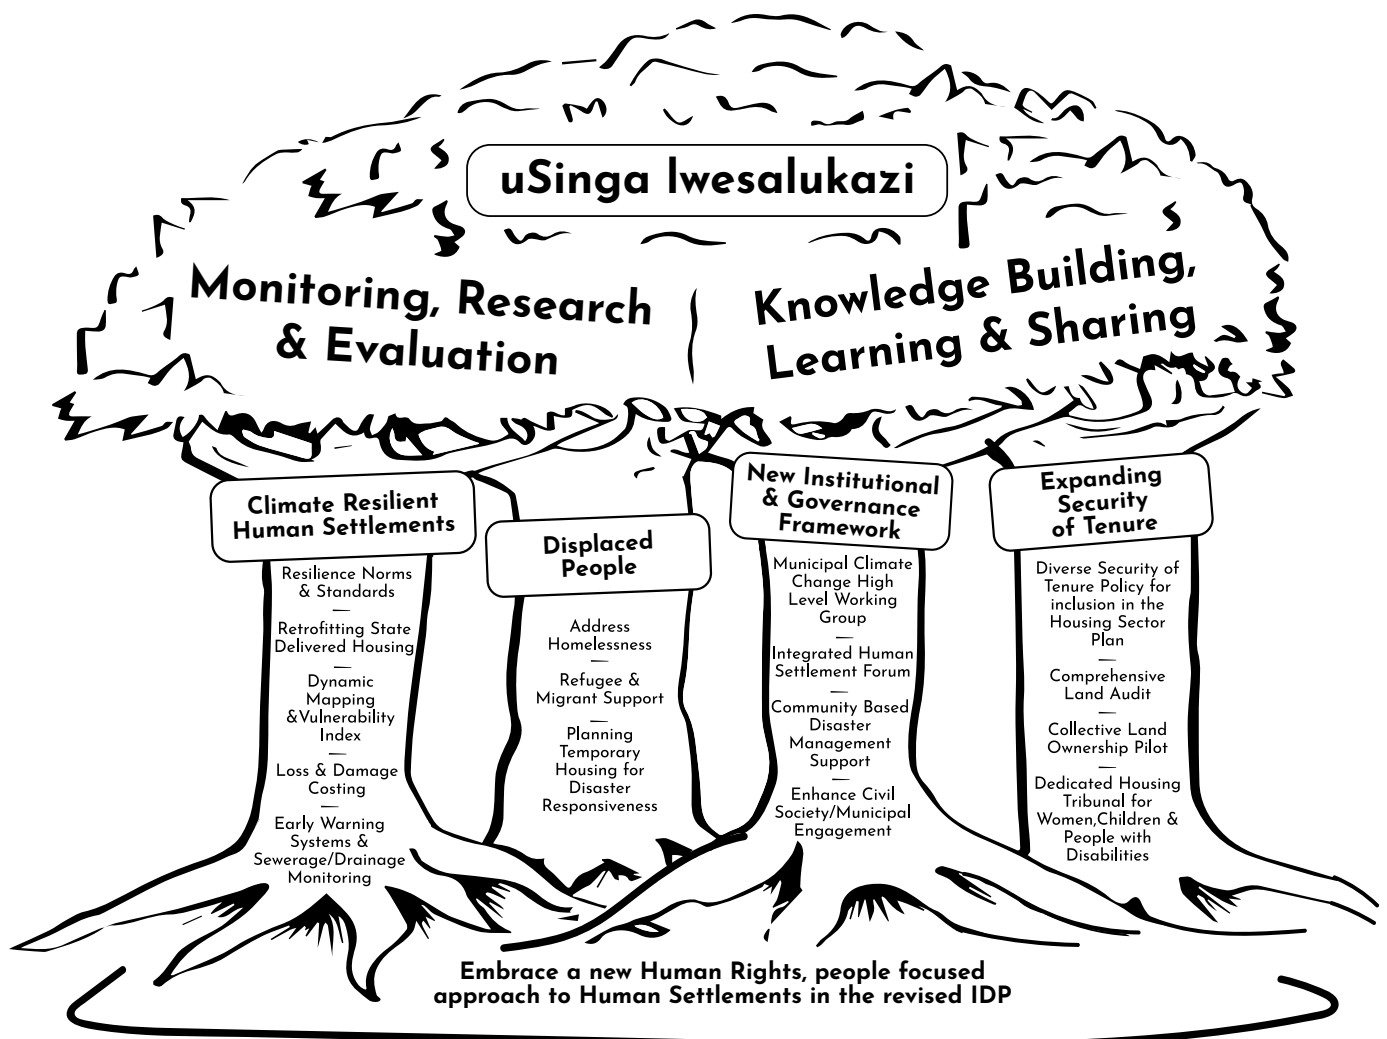 uSinga lwesalukazi
Monitoring, Research
& Evaluation
Knowledge Building,
Learning & Sharing
Climate Resilient
Human Settlements
Resilience Norms
& Standards
Retrofitting State
Delivered Housing
Dynamic
Mapping
&Vulnerability
Index
Loss & Damage
Costing
Early Warning
Systems &
Sewerage/Drainage
Monitoring
Displaced
People
Address
Homelessness
Refugee &
Migrant Support
Planning
Temporary
Housing for
Disaster
Responsiveness
New Institutional
& Governance
Framework
Municipal Climate
Change High
Level Working
Group
Integrated Human
Settlement Forum
Community Based
Disaster
Management
Support
Enhance Civil
Society/Municipal
Engagement
Expanding
Security
of Tenure
Diverse Security of
Tenure Policy for
inclusion in the
Housing Sector
Plan
Comprehensive
Land Audit
Collective Land
Ownership Pilot
Dedicated Housing
Tribunal for
Women,Children &
People with
Disabilities
Embrace a new Human Rights, people focused
approach to Human Settlements in the revised IDP